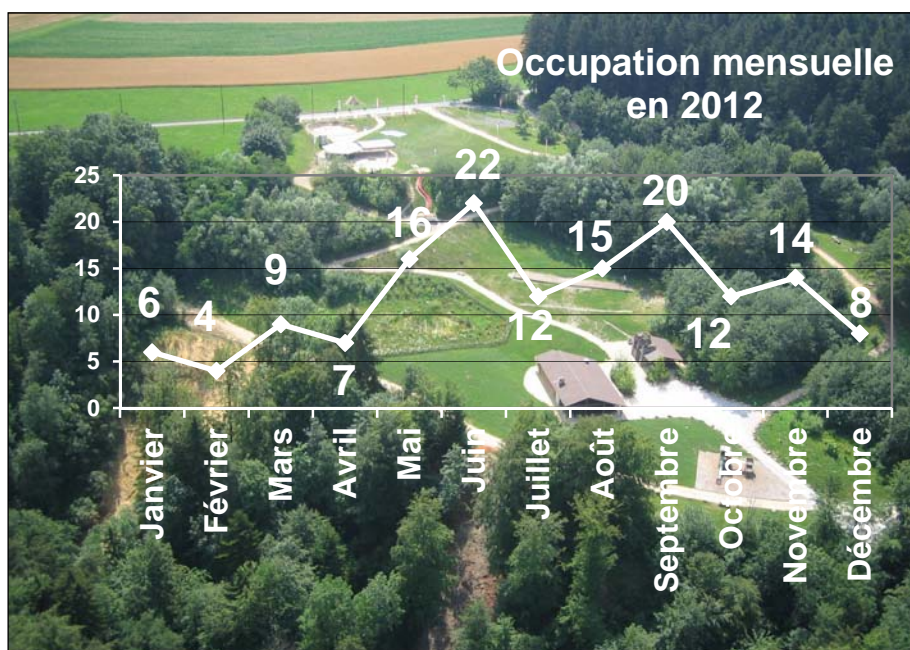 Occupation mensuelle
en 2012
25
20
15
10
5
0
6
4
9
7
16
22
12
15
20
12
14
8
Janvier
Février
Mars
Avril
Mai
Juin
Juillet
Août
Septembre
Occobre
Novembre
Décembre